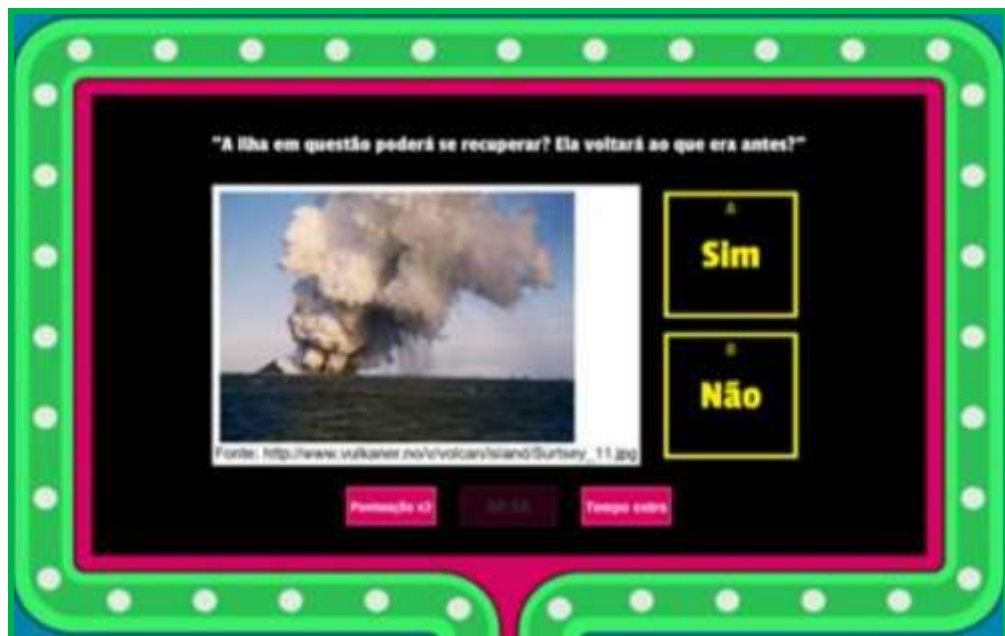 "A ilha em questão poderá se recuperar? Ela voltará ao que era antes?"
A
Sim
B
Não
Fonte: http://www.vulkaner.no/v/volcan/island/Surtsey_11.jpg
Pontuação x2
Tempo extra